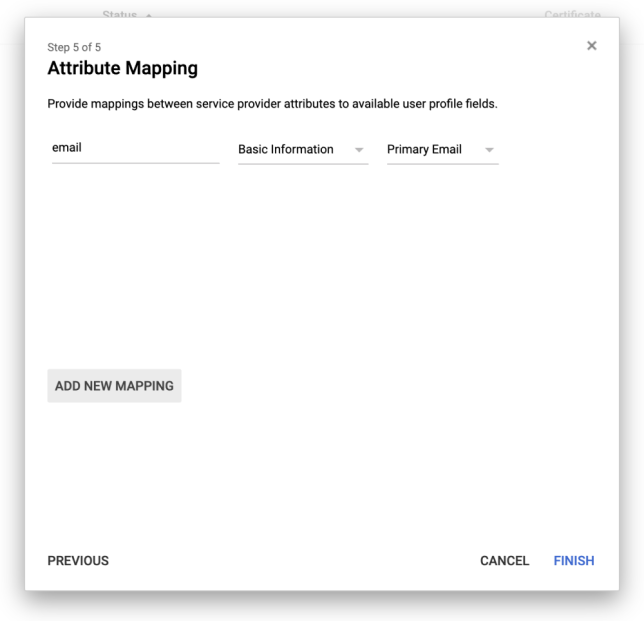 Status
Certificate
Step 5 of 5
Attribute Mapping
Provide mappings between service provider attributes to available user profile fields.
email Basic Information Primary Email
ADD NEW MAPPING
PREVIOUS CANCEL FINISH